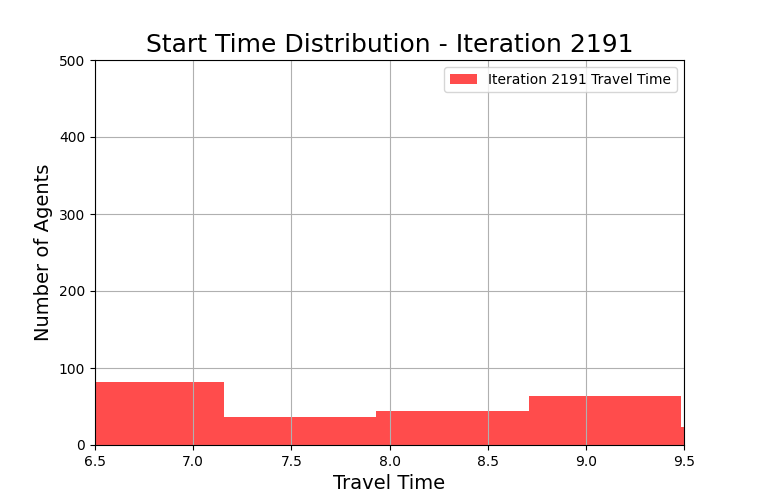 Start Time Distribution - Iteration 2191
Iteration 2191 Travel Time
Number of Agents
500
400
300
200
100
0
6.5 7.0 7.5 8.0 8.5 9.0 9.5
Travel Time